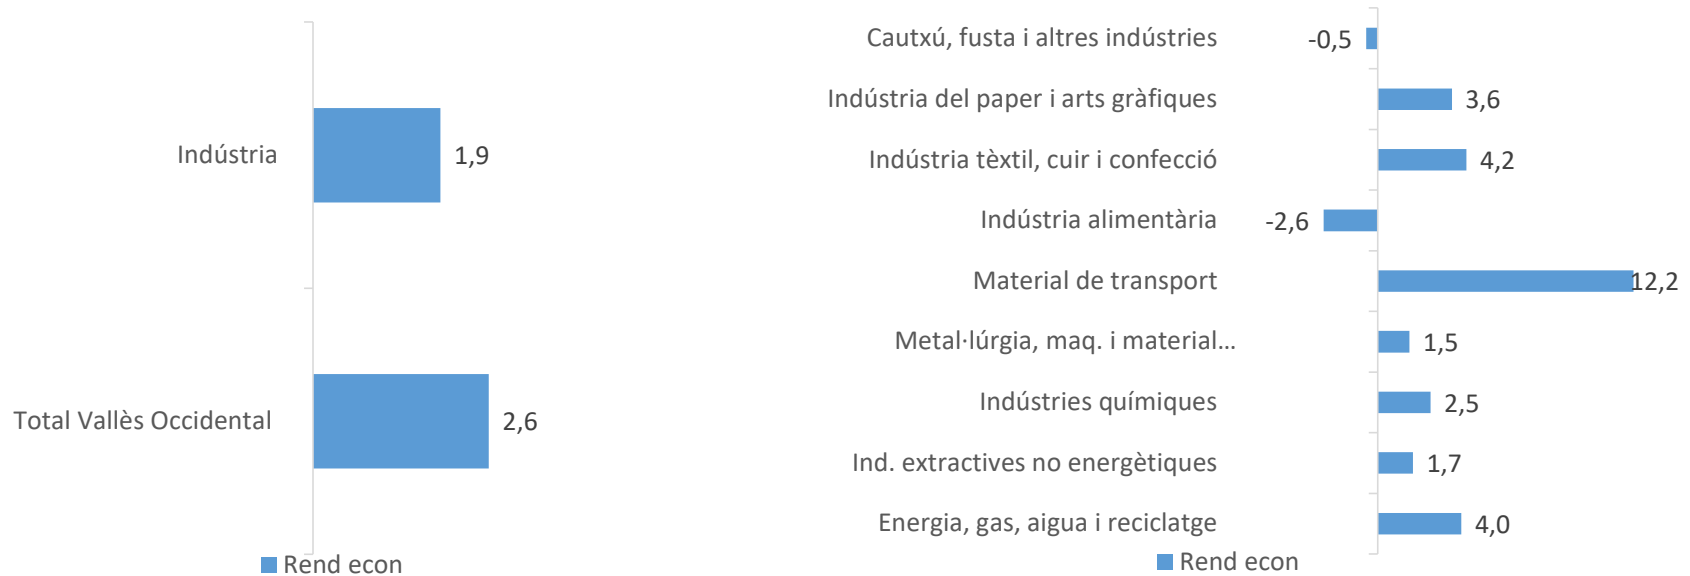 Indústria
1,9
Total Vallès Occidental
2,6
Rend econ
Cautxú, fusta i altres indústries
-0,5
Indústria del paper i arts gràfiques
3,6
Indústria tèxtil, cuir i confecció
4,2
Indústria alimentària
-2,6
Material de transport
12,2
Metal·lúrgia, maq. i material...
1,5
Indústries químiques
2,5
Ind. extractives no energètiques
1,7
Energia, gas, aigua i reciclatge
4,0
Rend econ